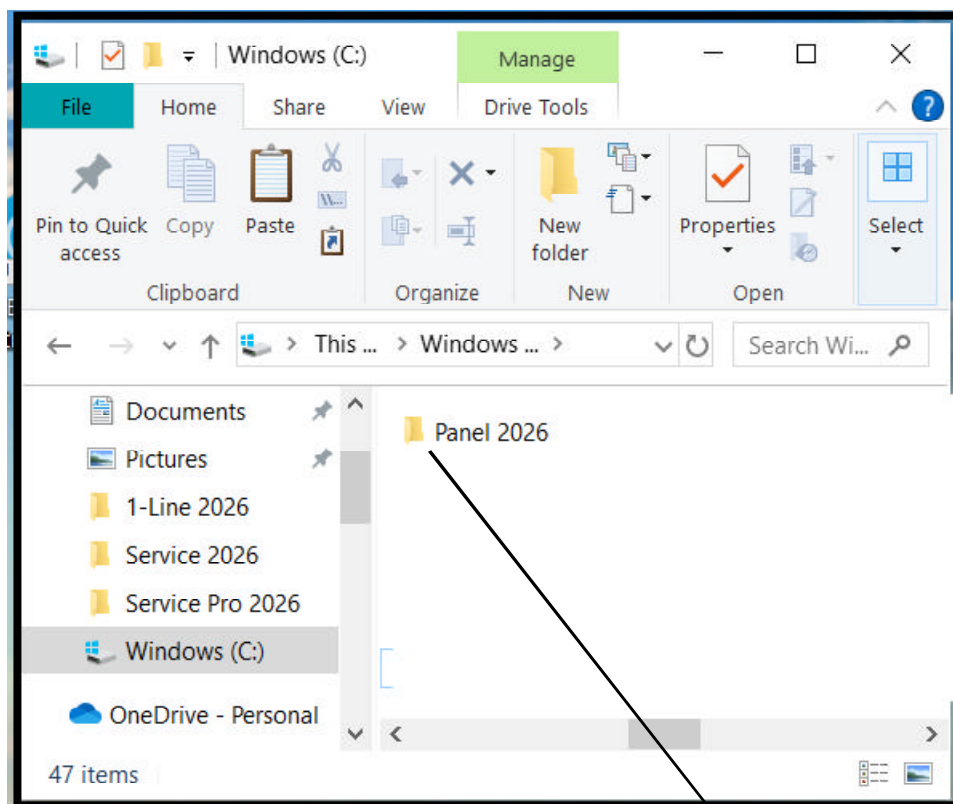 Windows (C:)
Manage
File
Home
Share
View
Drive Tools
?
Pin to Quick access
Copy
Paste
W...
New folder
Properties
Select
Clipboard
Organize
New
Open
This ...
Windows ...
Search Wi...
Documents
Pictures
1-Line 2026
Service 2026
Service Pro 2026
Windows (C:)
OneDrive - Personal
Panel 2026
47 items